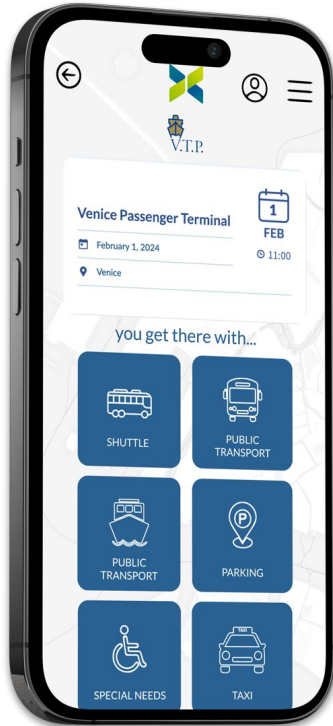 V.T.P.
Venice Passenger Terminal
1
FEB
February 1, 2024
11:00
Venice
you get there with...
SHUTTLE
PUBLIC
TRANSPORT
PUBLIC
TRANSPORT
P
PARKING
SPECIAL NEEDS
TAXI
TAXI